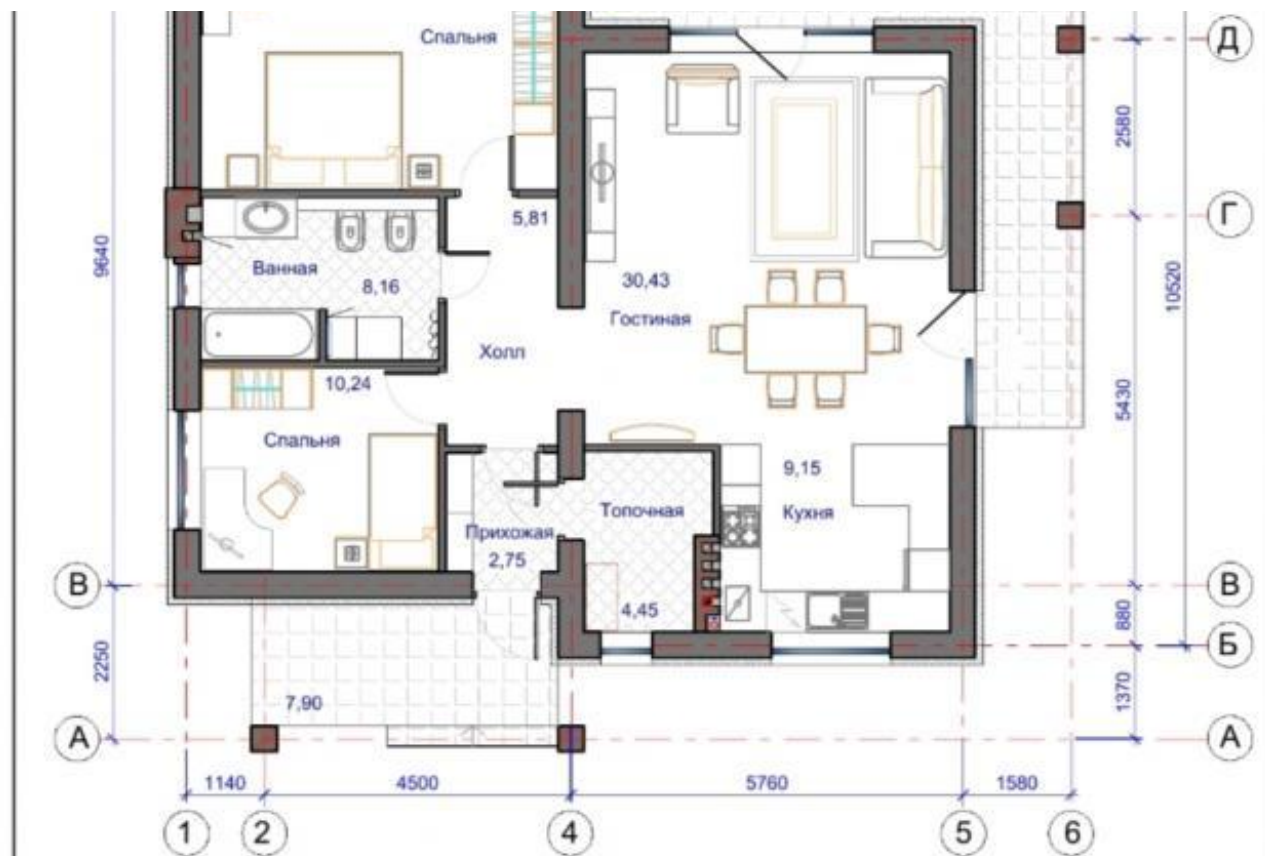 Спальня
Д
2580
5,81
Г
9640
Ванная
8,16
30,43
10520
Гостиная
Холл
10,24
5430
Спальня
9,15
Топочная
Кухня
Прихожая
2,75
В
В
4,45
880
Б
2250
7,90
1370
А
А
1140
4500
5760
1580
1
2
4
5
6